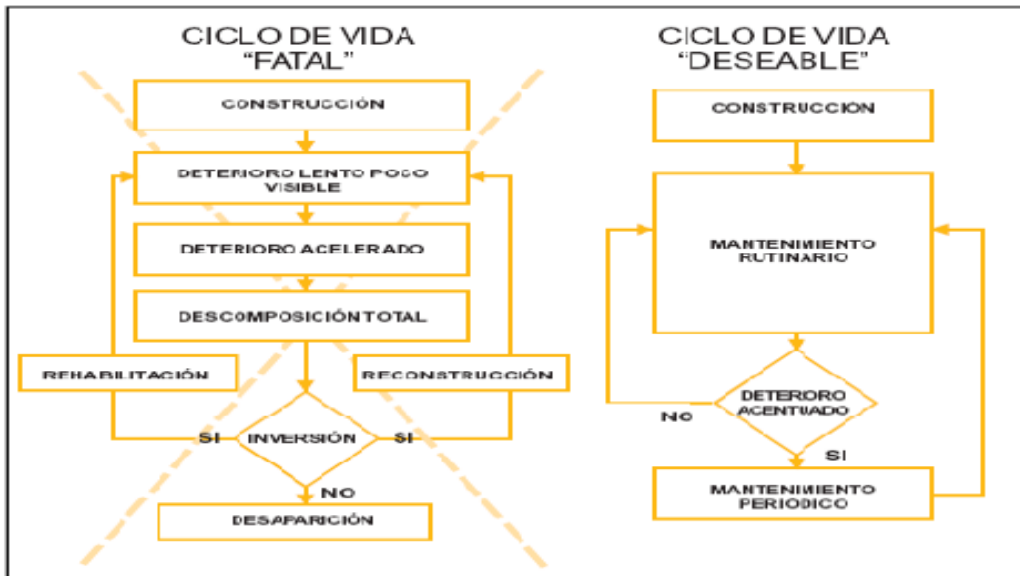 CICLO DE VIDA
“FATAL”
CONSTRUCCIÓN
DETERIORO LENTO POCO
VISIBLE
DETERIORO ACELERADO
DESCOMPOSICIÓN TOTAL
REHABILITACIÓN
RECONSTRUCCIÓN
SI
INVERSIÓN
SI
NO
DESAPARICIÓN
CICLO DE VIDA
“DESEABLE”
CONSTRUCCIÓN
MANTENIMIENTO
RUTINARIO
DETERORO
ACENTUADO
NO
SI
MANTENIMIENTO
PERIODICO